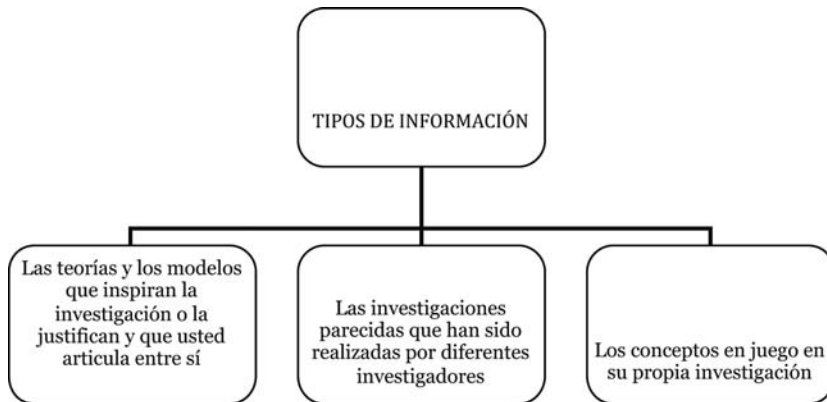 TIPOS DE INFORMACIÓN
Las teorías y los modelos
que inspiran la
investigación o la
justifican y que usted
articula entre sí
Las investigaciones
parecidas que han sido
realizadas por diferentes
investigadores
Los conceptos en juego en
su propia investigación